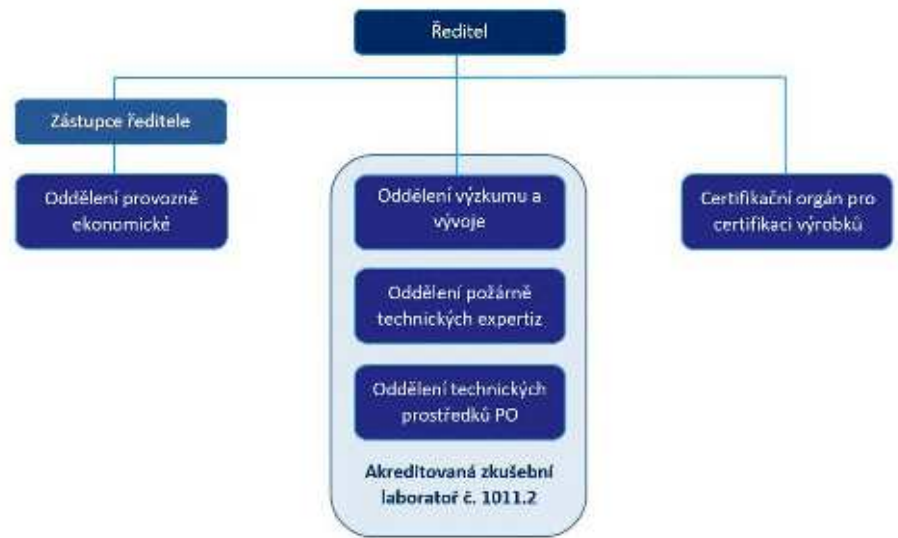 Ředitel
Zástupce ředitele
Oddělení provozně
ekonomické
Oddělení výzkumu a
vývoje
Certifikační orgán pro
certifikaci výrobků
Oddělení požárně
technických expertiz
Oddělení technických
prostředků PO
Akreditovaná zkušební
laboratoř č. 1011.2